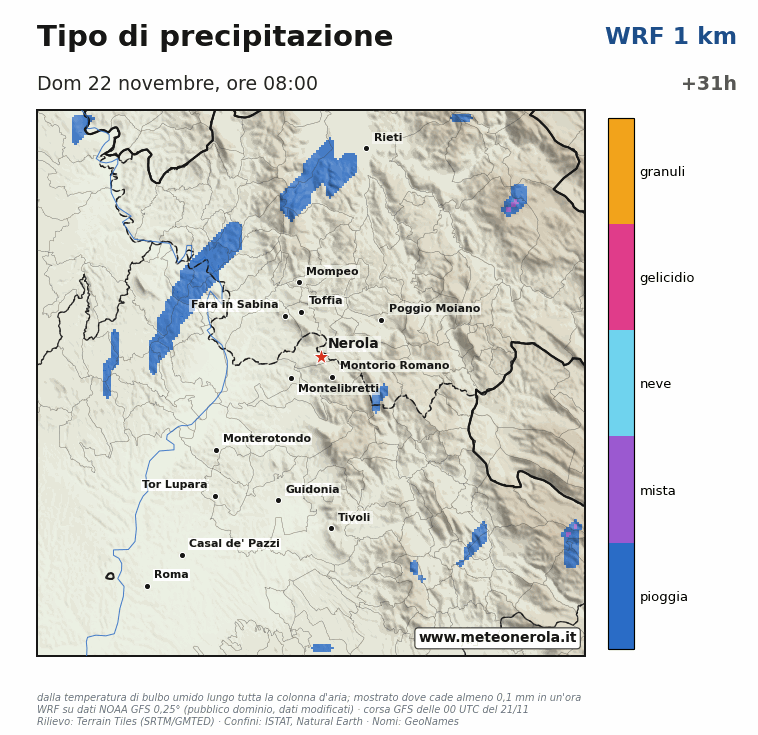 Tipo di precipitazione
WRF 1 km
Dom 22 novembre, ore 08:00
+31h
Rieti
Mompeo
Fara in Sabina
Toffia
Poggio Moiano
Nerola
Montorio Romano
Montelibretti
Monterotondo
Tor Lupara
Guidonia
Tivoli
Casal de' Pazzi
Roma
www.meteonerola.it
granuli
gelicidio
neve
mista
pioggia
dalla temperatura di bulbo umido lungo tutta la colonna d'aria; mostrato dove cade almeno 0,1 mm in un'ora
WRF su dati NOAA GFS 0,25° (pubblico dominio, dati modificati) · corsa GFS delle 00 UTC del 21/11
Rilievo: Terrain Tiles (SRTM/GMTED) · Confini: ISTAT, Natural Earth · Nomi: GeoNames